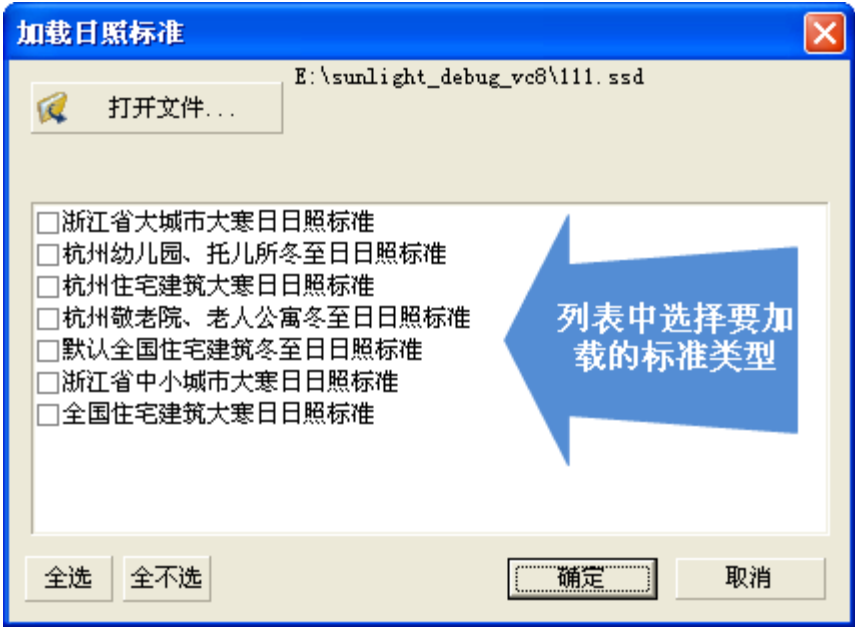 加载日照标准
E:\sunlight_debug_vc8\111.ssd
打开文件...
浙江省大城市大寒日日照标准
杭州幼儿园、托儿所冬至日日照标准
杭州住宅建筑大寒日日照标准
杭州敬老院、老人公寓冬至日日照标准
默认全国住宅建筑冬至日日照标准
浙江省中小城市大寒日日照标准
全国住宅建筑大寒日日照标准
列表中选择要加
载的标准类型
全选
全不选
确定
取消